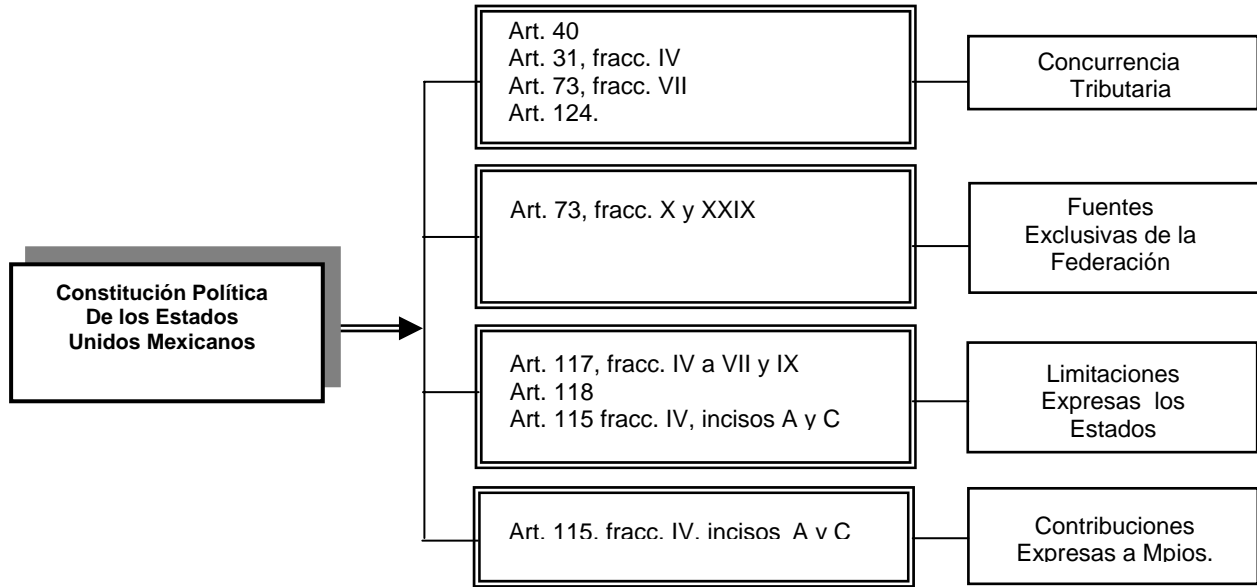 Constitución Política
De los Estados
Unidos Mexicanos
Art. 40
Art. 31, fracc. IV
Art. 73, fracc. VII
Art. 124.
Concurrencia
Tributaria
Art. 73, fracc. X y XXIX
Fuentes
Exclusivas de la
Federación
Art. 117, fracc. IV a VII y IX
Art. 118
Art. 115 fracc. IV, incisos A y C
Limitaciones
Expresas los
Estados
Art. 115, fracc. IV, incisos A y C
Contribuciones
Expresas a Mpios.